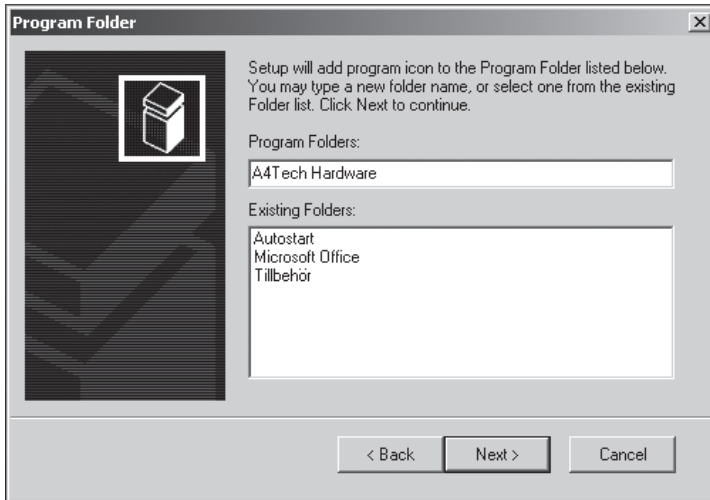 Program Folder
Setup will add program icon to the Program Folder listed below.
You may type a new folder name, or select one from the existing
Folder list. Click Next to continue.
Program Folders:
A4Tech Hardware
Existing Folders:
Autostart
Microsoft Office
Tillbehör
< Back Next > Cancel